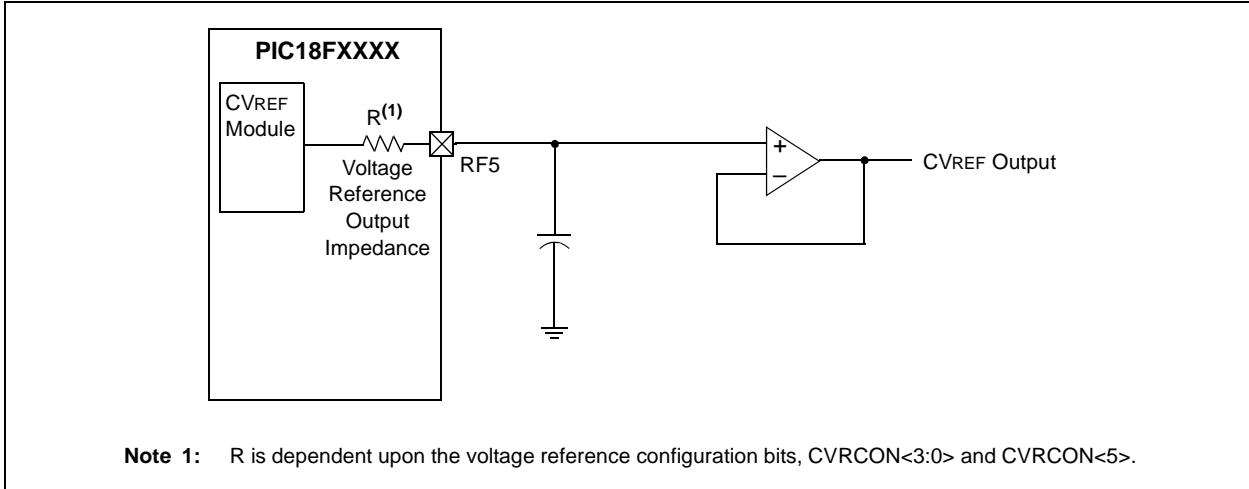 PIC18FXXXX
CVREF
Module
R(1)
Voltage
Reference
Output
Impedance
RF5
+
–
CVREF Output
Note 1: R is dependent upon the voltage reference configuration bits, CVRCON<3:0> and CVRCON<5>.